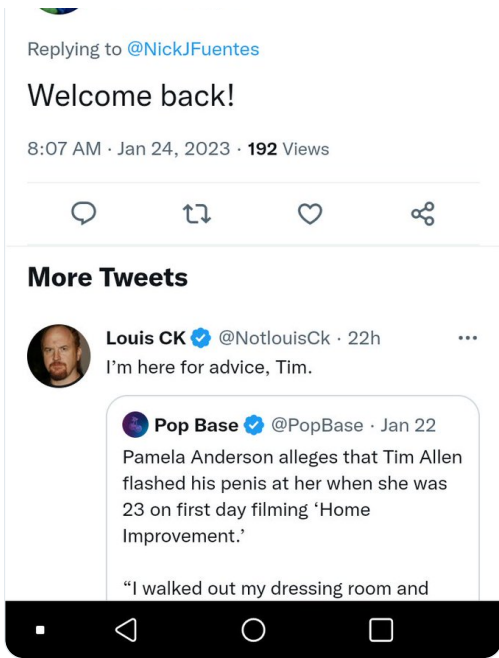 Replying to @NickJFuentes
Welcome back!
8:07 AM · Jan 24, 2023 · 192 Views
More Tweets
Louis CK @NotlouisCk · 22h
I’m here for advice, Tim.
Pop Base @PopBase · Jan 22
Pamela Anderson alleges that Tim Allen
flashed his penis at her when she was
23 on first day filming ‘Home
Improvement.’
“I walked out my dressing room and